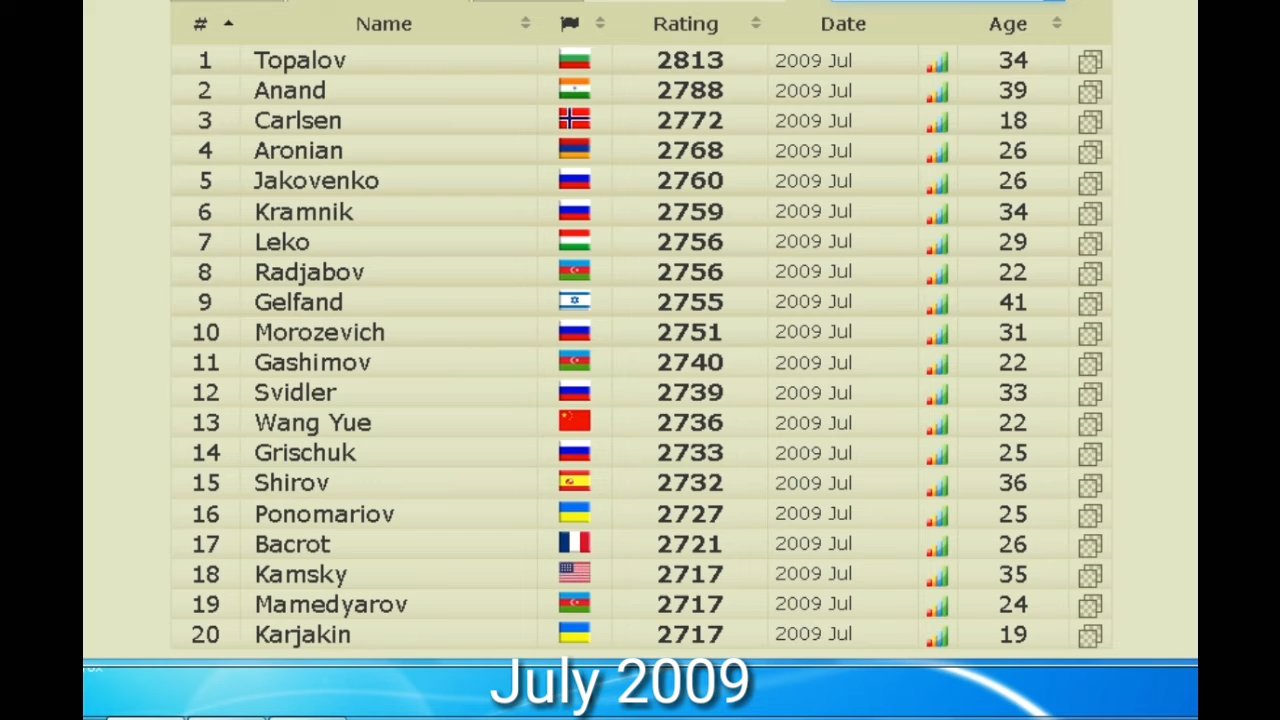 # Name Rating Date Age
1 Topalov 2813 2009 Jul 34
2 Anand 2788 2009 Jul 39
3 Carlsen 2772 2009 Jul 18
4 Aronian 2768 2009 Jul 26
5 Jakovenko 2760 2009 Jul 26
6 Kramnik 2759 2009 Jul 34
7 Leko 2756 2009 Jul 29
8 Radjabov 2756 2009 Jul 22
9 Gelfand 2755 2009 Jul 41
10 Morozevich 2751 2009 Jul 31
11 Gashimov 2740 2009 Jul 22
12 Svidler 2739 2009 Jul 33
13 Wang Yue 2736 2009 Jul 22
14 Grischuk 2733 2009 Jul 25
15 Shirov 2732 2009 Jul 36
16 Ponomariov 2727 2009 Jul 25
17 Bacrot 2721 2009 Jul 26
18 Kamsky 2717 2009 Jul 35
19 Mamedyarov 2717 2009 Jul 24
20 Karjakin 2717 2009 Jul 19
July 2009